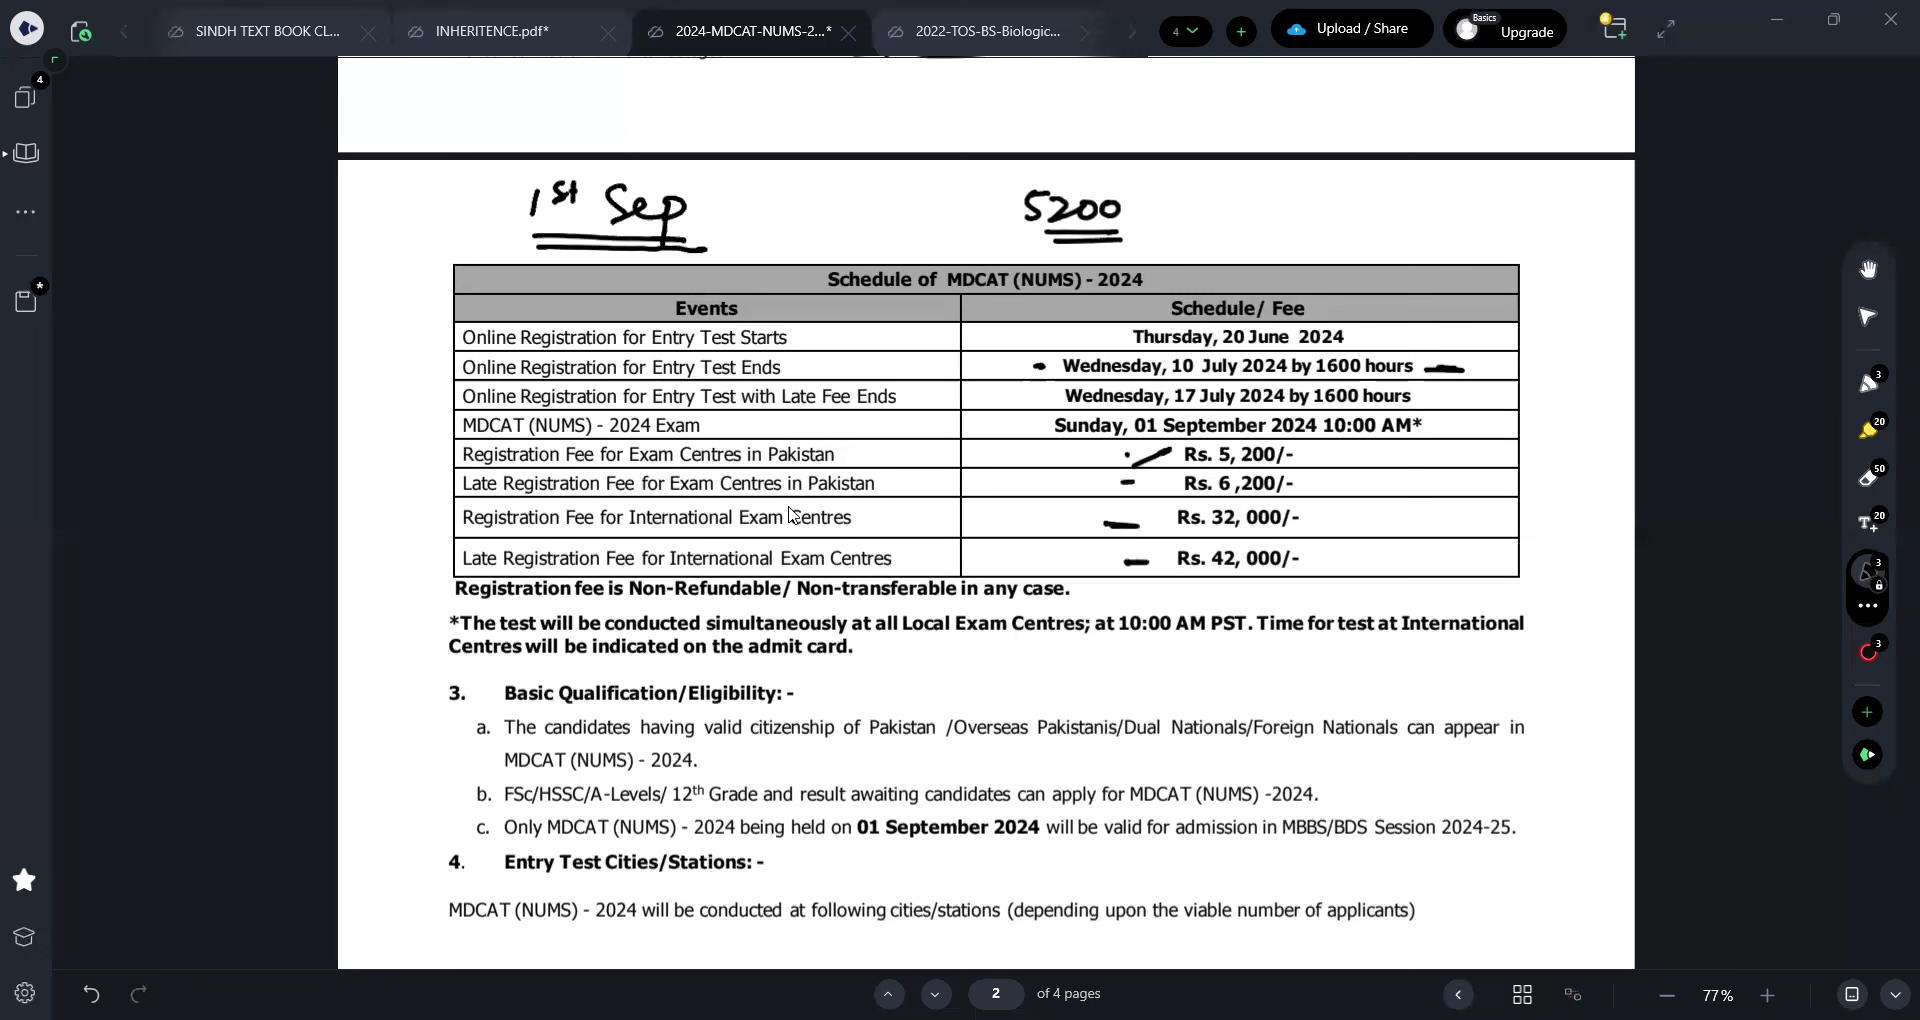 SINDH TEXT BOOK CL...
INHERITENCE.pdf*
2024-MDCAT-NUMS-2...*
2022-TOS-BS-Biologic...
4
Upload / Share
Basics
Upgrade
4
1st Sep
5200
Schedule of MDCAT (NUMS) - 2024
Events Schedule/ Fee
Online Registration for Entry Test Starts Thursday, 20 June 2024
Online Registration for Entry Test Ends Wednesday, 10 July 2024 by 1600 hours
Online Registration for Entry Test with Late Fee Ends Wednesday, 17 July 2024 by 1600 hours
MDCAT (NUMS) - 2024 Exam Sunday, 01 September 2024 10:00 AM*
Registration Fee for Exam Centres in Pakistan Rs. 5, 200/-
Late Registration Fee for Exam Centres in Pakistan Rs. 6 ,200/-
Registration Fee for International Exam Centres Rs. 32, 000/-
Late Registration Fee for International Exam Centres Rs. 42, 000/-
Registration fee is Non-Refundable/ Non-transferable in any case.
*The test will be conducted simultaneously at all Local Exam Centres; at 10:00 AM PST. Time for test at International
Centres will be indicated on the admit card.
3. Basic Qualification/Eligibility: -
a. The candidates having valid citizenship of Pakistan /Overseas Pakistanis/Dual Nationals/Foreign Nationals can appear in
MDCAT (NUMS) - 2024.
b. FSc/HSSC/A-Levels/ 12th Grade and result awaiting candidates can apply for MDCAT (NUMS) -2024.
c. Only MDCAT (NUMS) - 2024 being held on 01 September 2024 will be valid for admission in MBBS/BDS Session 2024-25.
4. Entry Test Cities/Stations: -
MDCAT (NUMS) - 2024 will be conducted at following cities/stations (depending upon the viable number of applicants)
3
20
50
20
3
3
2 of 4 pages
77%